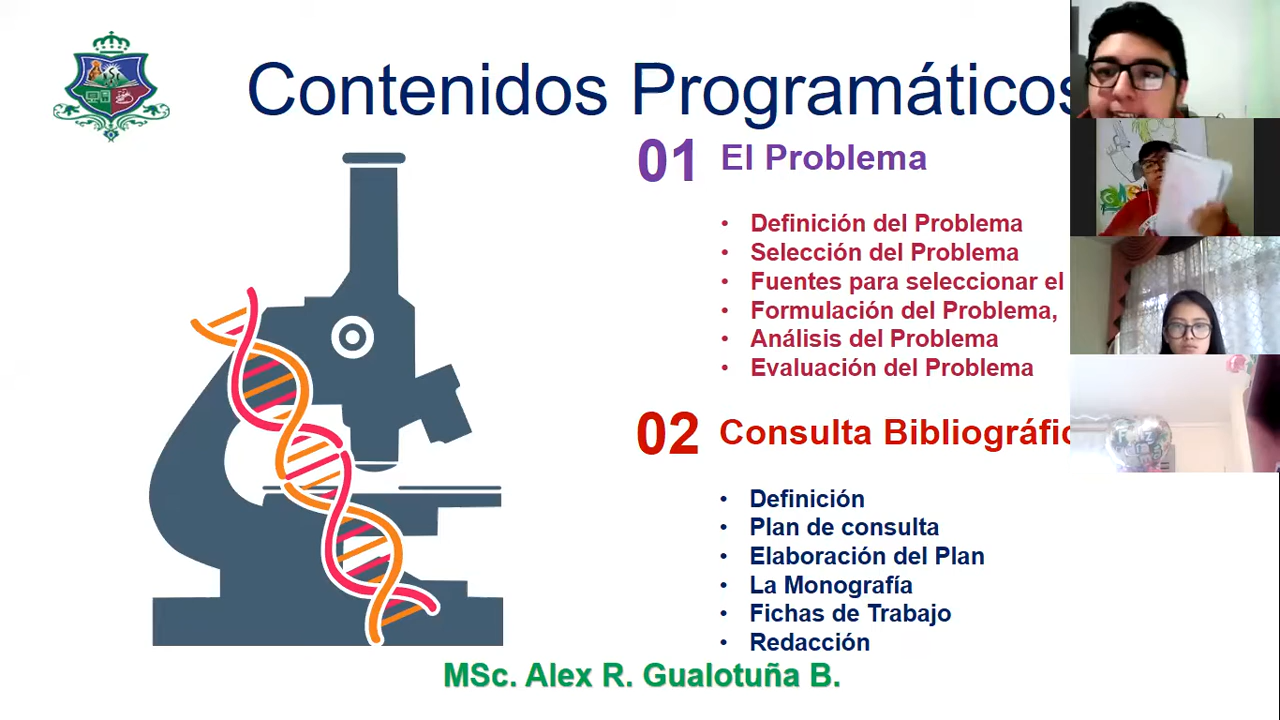 Contenidos Programáticos
01 El Problema
• Definición del Problema
• Selección del Problema
• Fuentes para seleccionar el
• Formulación del Problema,
• Análisis del Problema
• Evaluación del Problema
02 Consulta Bibliográfic
• Definición
• Plan de consulta
• Elaboración del Plan
• La Monografía
• Fichas de Trabajo
• Redacción
MSc. Alex R. Gualotuña B.